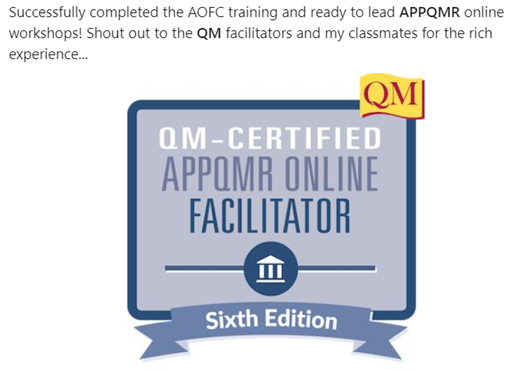 Successfully completed the AOFC training and ready to lead APPQMR online
workshops! Shout out to the QM facilitators and my classmates for the rich
experience...
QM
QM-CERTIFIED
APPQMR ONLINE
FACILITATOR
Sixth Edition